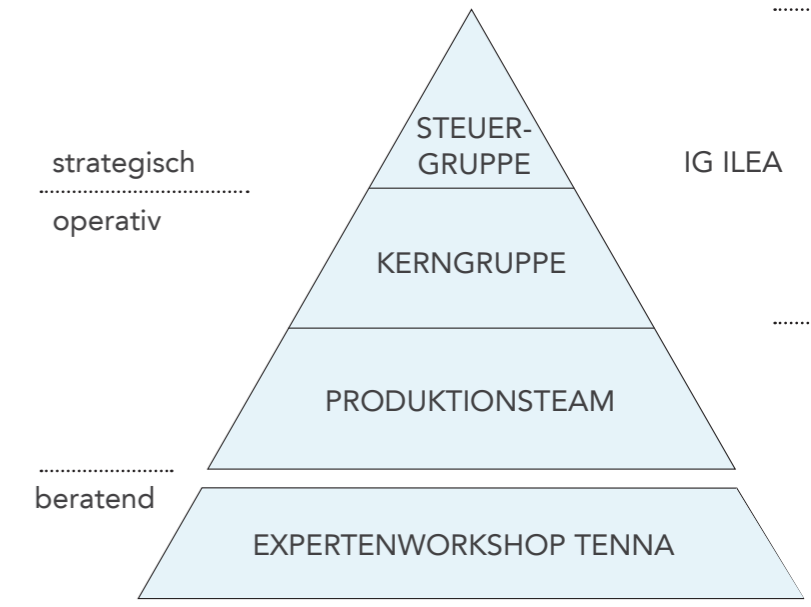 STEUER-
GRUPPE
strategisch
IG ILEA
operativ
KERNGRUPPE
PRODUKTIONSTEAM
beratend
EXPERTENWORKSHOP TENNA